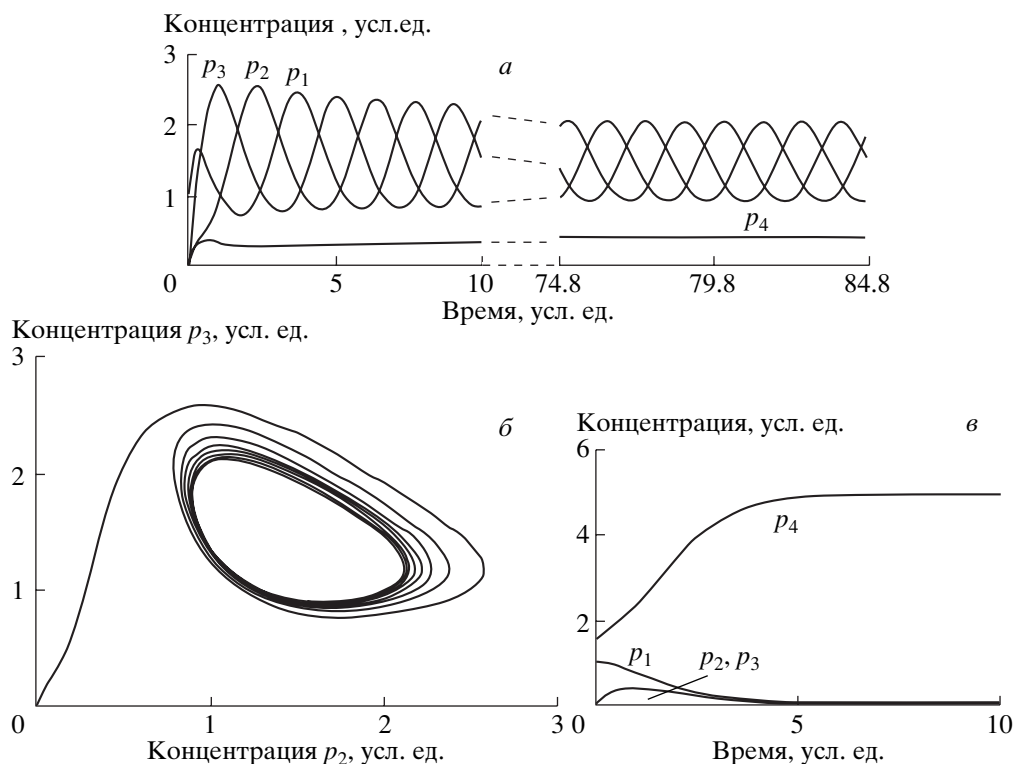 Концентрация , усл.ед.
3
p3 p2 p1
а
2
1
p4
0 5 10 74.8 79.8 84.8
Время, усл. ед.
Концентрация p3, усл. ед.
3
б
2
1
0 1 2 3
Концентрация p2, усл. ед.
Концентрация, усл. ед.
в
6
p4
4
2
p1 p2, p3
0 5 10
Время, усл. ед.